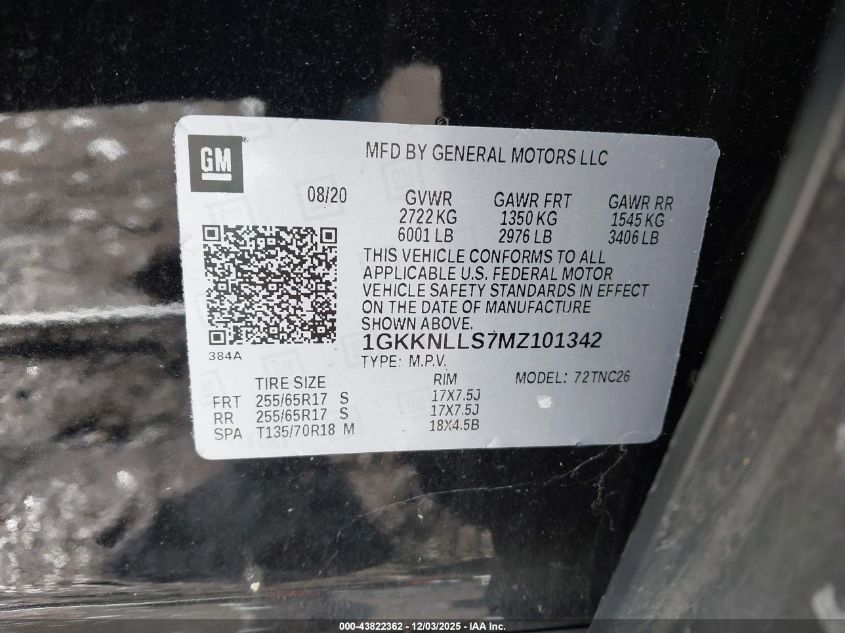 GM
MFD BY GENERAL MOTORS LLC
08/20
GVWR GAWR FRT GAWR RR
2722 KG 1350 KG 1545 KG
6001 LB 2976 LB 3406 LB
THIS VEHICLE CONFORMS TO ALL
APPLICABLE U.S. FEDERAL MOTOR
VEHICLE SAFETY STANDARDS IN EFFECT
ON THE DATE OF MANUFACTURE
SHOWN ABOVE.
1GKKNLLS7MZ101342
384A
TYPE: M.P.V.
TIRE SIZE RIM MODEL: 72TNC26
FRT 255/65R17 S 17X7.5J
RR 255/65R17 S 17X7.5J
SPA T135/70R18 M 18X4.5B
000-43822362 - 12/03/2025 - IAA Inc.